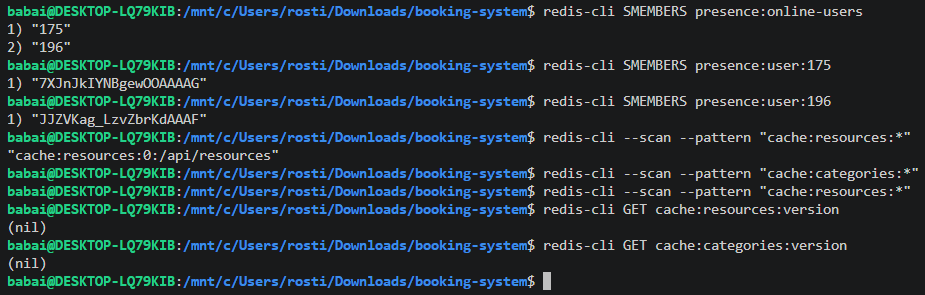 babai@DESKTOP-LQ79KIB:/mnt/c/Users/rosti/Downloads/booking-system$ redis-cli SMEMBERS presence:online-users
1) "175"
2) "196"
babai@DESKTOP-LQ79KIB:/mnt/c/Users/rosti/Downloads/booking-system$ redis-cli SMEMBERS presence:user:175
1) "7XJnJkIYNBgewOOAAAAG"
babai@DESKTOP-LQ79KIB:/mnt/c/Users/rosti/Downloads/booking-system$ redis-cli SMEMBERS presence:user:196
1) "JJZVKag_LzvZbrKdAAAF"
babai@DESKTOP-LQ79KIB:/mnt/c/Users/rosti/Downloads/booking-system$ redis-cli --scan --pattern "cache:resources:*"
"cache:resources:0:/api/resources"
babai@DESKTOP-LQ79KIB:/mnt/c/Users/rosti/Downloads/booking-system$ redis-cli --scan --pattern "cache:categories:*"
babai@DESKTOP-LQ79KIB:/mnt/c/Users/rosti/Downloads/booking-system$ redis-cli --scan --pattern "cache:resources:*"
babai@DESKTOP-LQ79KIB:/mnt/c/Users/rosti/Downloads/booking-system$ redis-cli GET cache:resources:version
(nil)
babai@DESKTOP-LQ79KIB:/mnt/c/Users/rosti/Downloads/booking-system$ redis-cli GET cache:categories:version
(nil)
babai@DESKTOP-LQ79KIB:/mnt/c/Users/rosti/Downloads/booking-system$